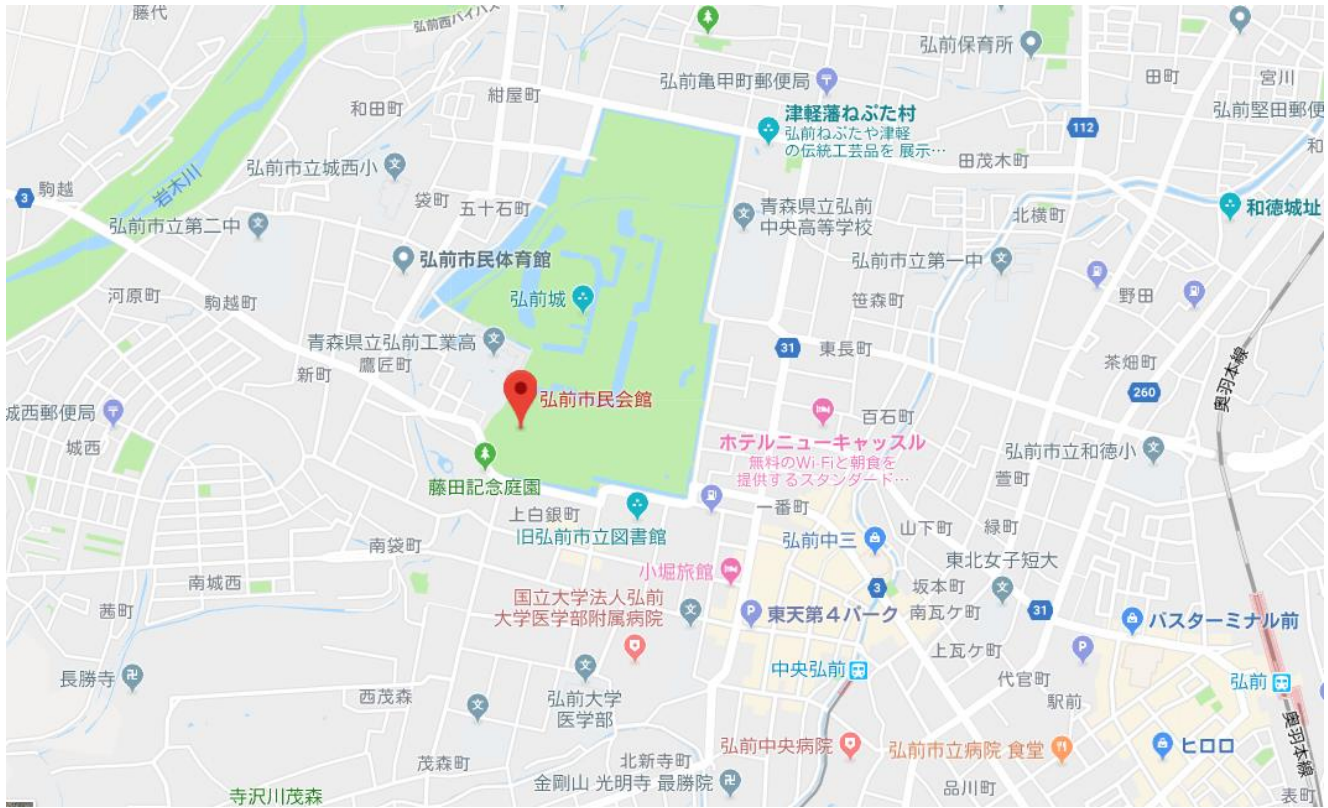 藤代
弘前西バイパス
弘前保育所
田町
宮川
弘前堅田郵便
紺屋町
弘前亀甲町郵便局
和田町
津軽藩ねぷた村
弘前ねぷたや津軽
の伝統工芸品を 展示…
112
和
田茂木町
弘前市立城西小
3
駒越
岩木川
袋町
五十石町
青森県立弘前
中央高等学校
北横町
和徳城址
弘前市立第二中
弘前市民体育館
弘前市立第一中
河原町
駒越町
弘前城
笹森町
野田
青森県立弘前工業高
鷹匠町
新町
31
東長町
茶畑町
奥羽本線
260
弘前市民会館
城西郵便局
城西
百石町
ホテルニューキャッスル
無料のWi-Fiと朝食を
提供するスタンダード…
弘前市立和徳小
萱町
藤田記念庭園
上白銀町
旧弘前市立図書館
一番町
山下町
緑町
弘前中三
南袋町
南城西
小堀旅館
東北女子短大
3
坂本町
茜町
国立大学法人弘前
大学医学部附属病院
東天第4パーク
南瓦ケ町
31
バスターミナル前
上瓦ケ町
長勝寺
中央弘前
代官町
弘前
西茂森
弘前大学
医学部
駅前
茂森町
北新寺町
弘前中央病院
弘前市立病院 食堂
ヒロロ
奥羽本線
金剛山 光明寺 最勝院
品川町
寺沢川茂森
表町